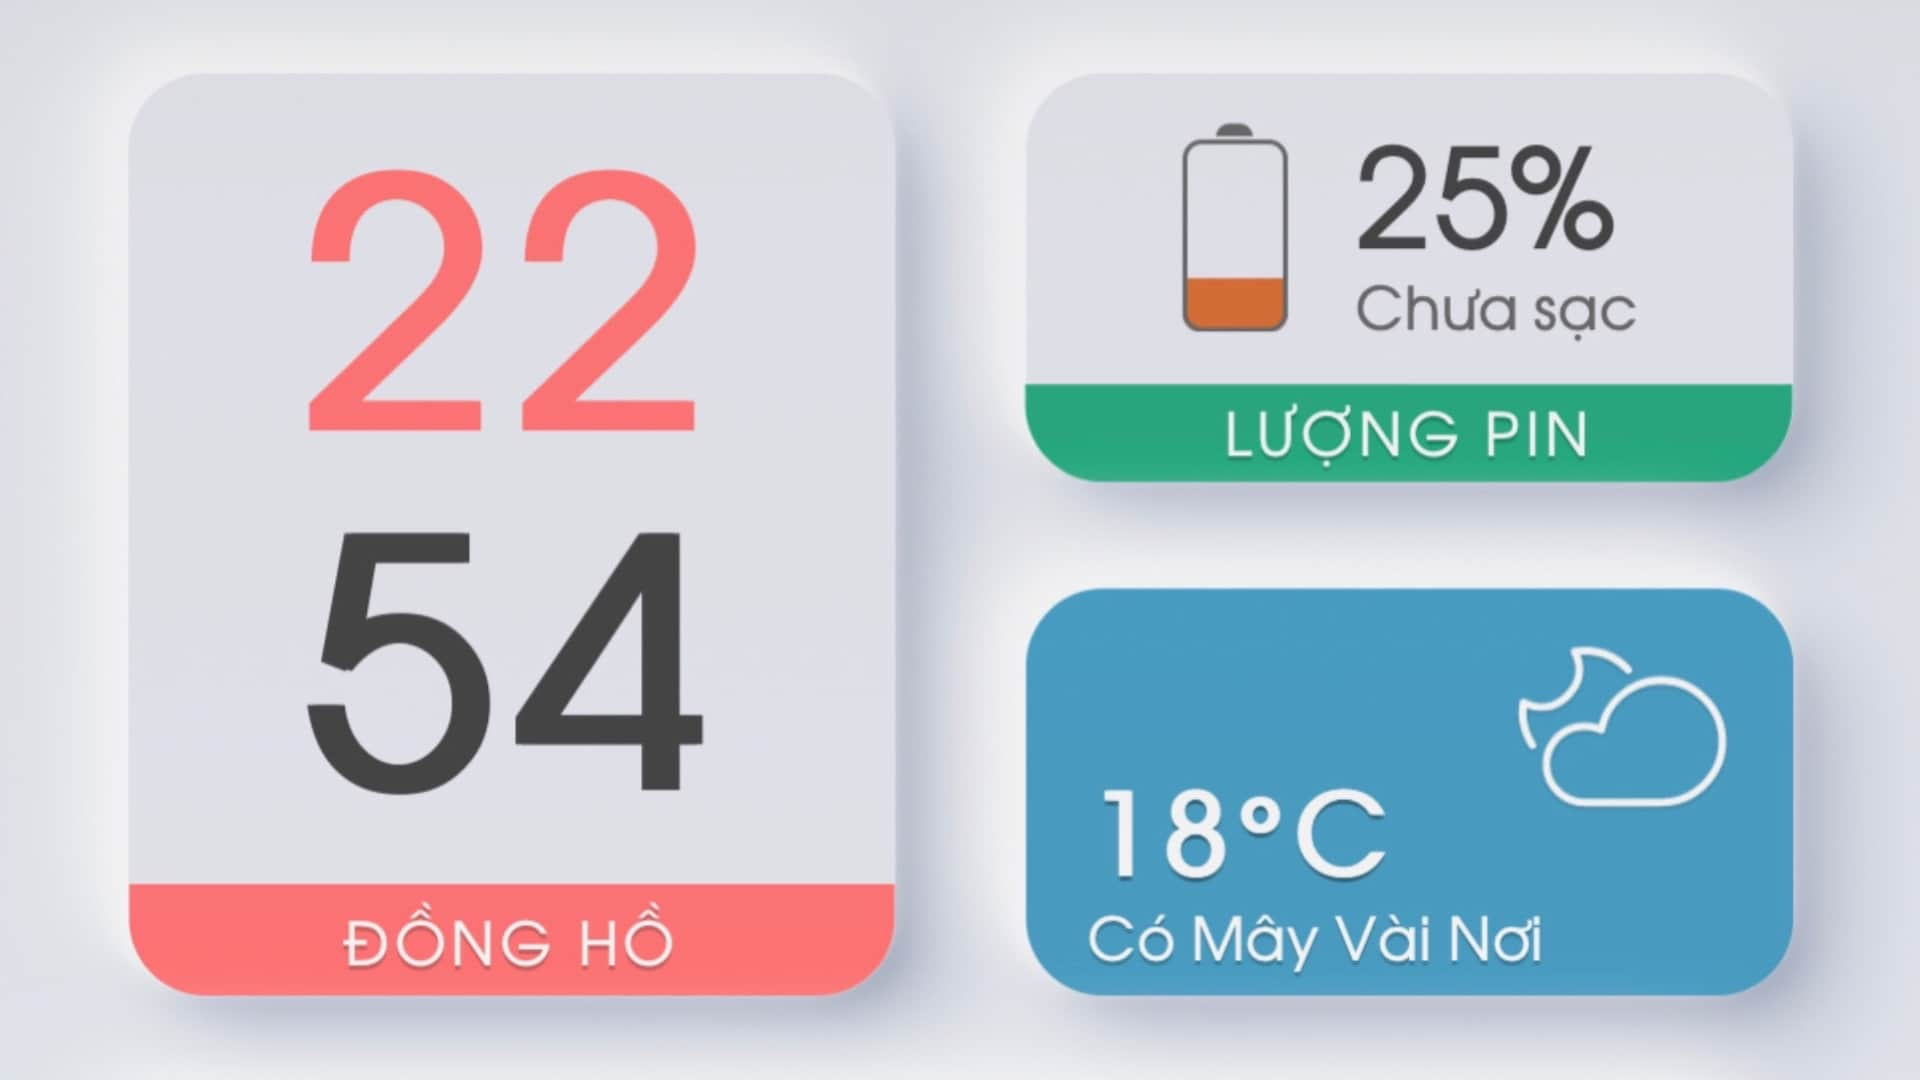 22
54
ĐỒNG HỒ
25%
Chưa sạc
LƯỢNG PIN
18°C
Có Mây Vài Nơi